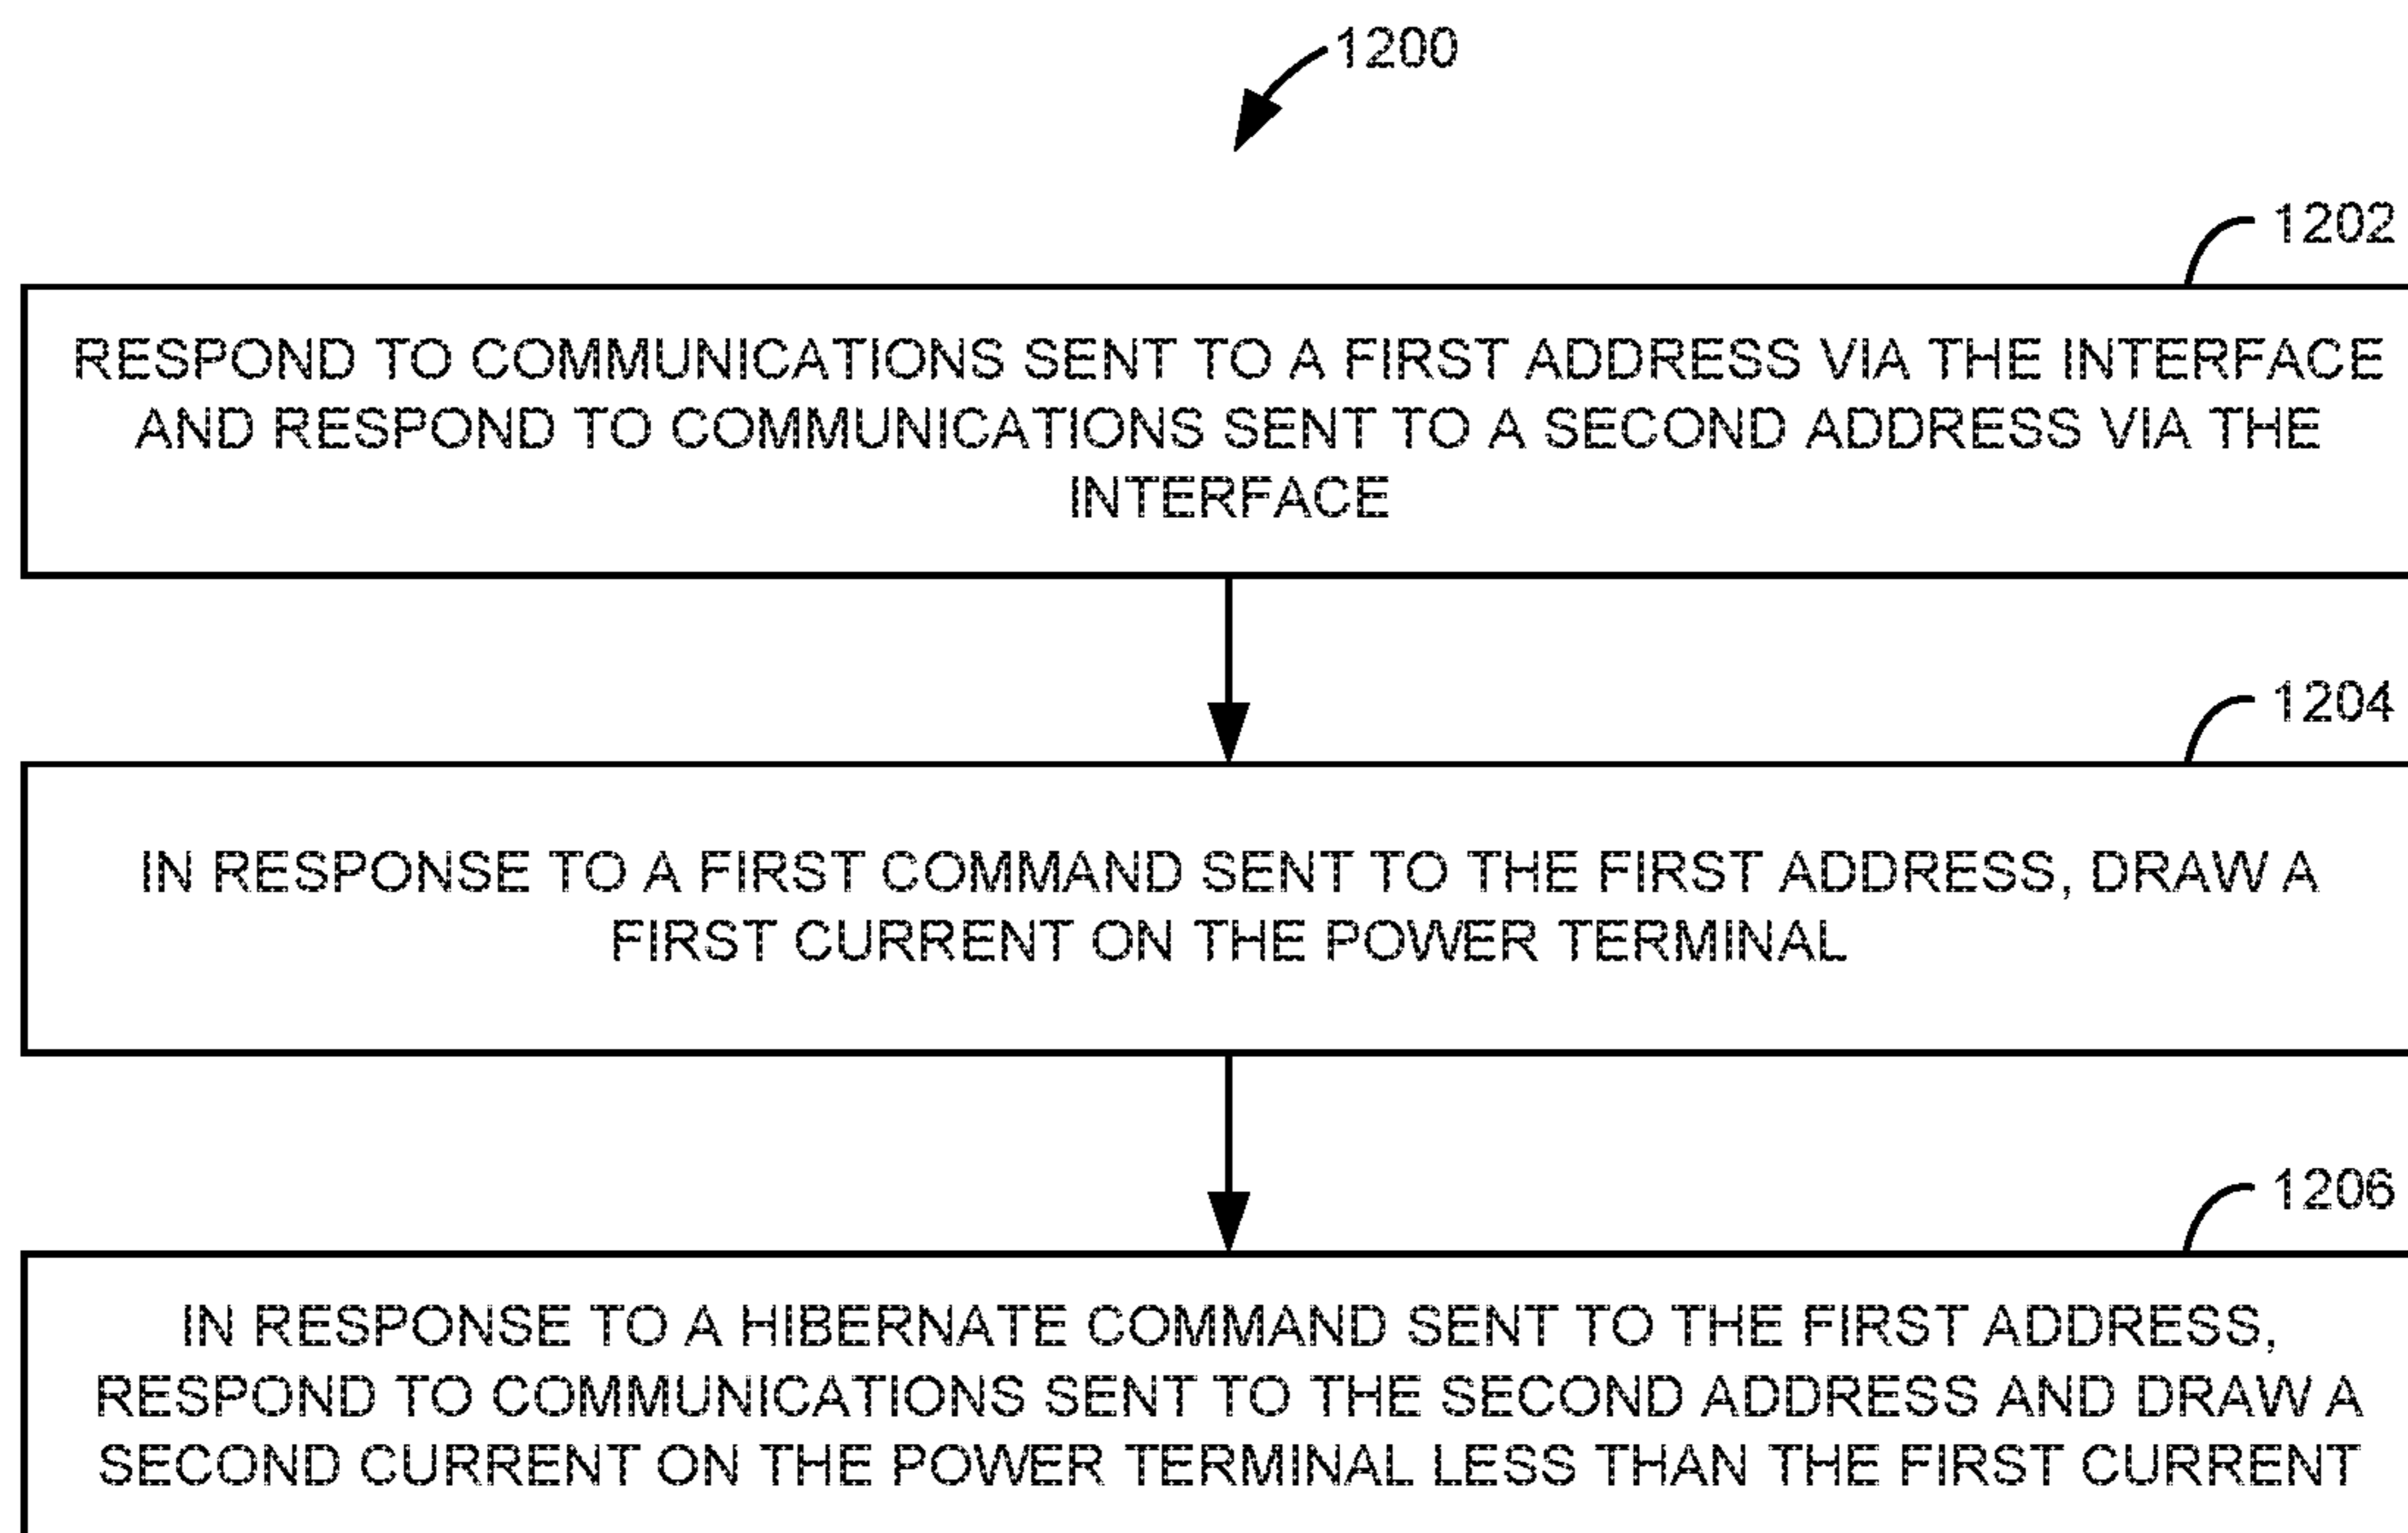 1200
1202
RESPOND TO COMMUNICATIONS SENT TO A FIRST ADDRESS VIA THE INTERFACE
AND RESPOND TO COMMUNICATIONS SENT TO A SECOND ADDRESS VIA THE
INTERFACE
1204
IN RESPONSE TO A FIRST COMMAND SENT TO THE FIRST ADDRESS, DRAW A
FIRST CURRENT ON THE POWER TERMINAL
1206
IN RESPONSE TO A HIBERNATE COMMAND SENT TO THE FIRST ADDRESS,
RESPOND TO COMMUNICATIONS SENT TO THE SECOND ADDRESS AND DRAW A
SECOND CURRENT ON THE POWER TERMINAL LESS THAN THE FIRST CURRENT